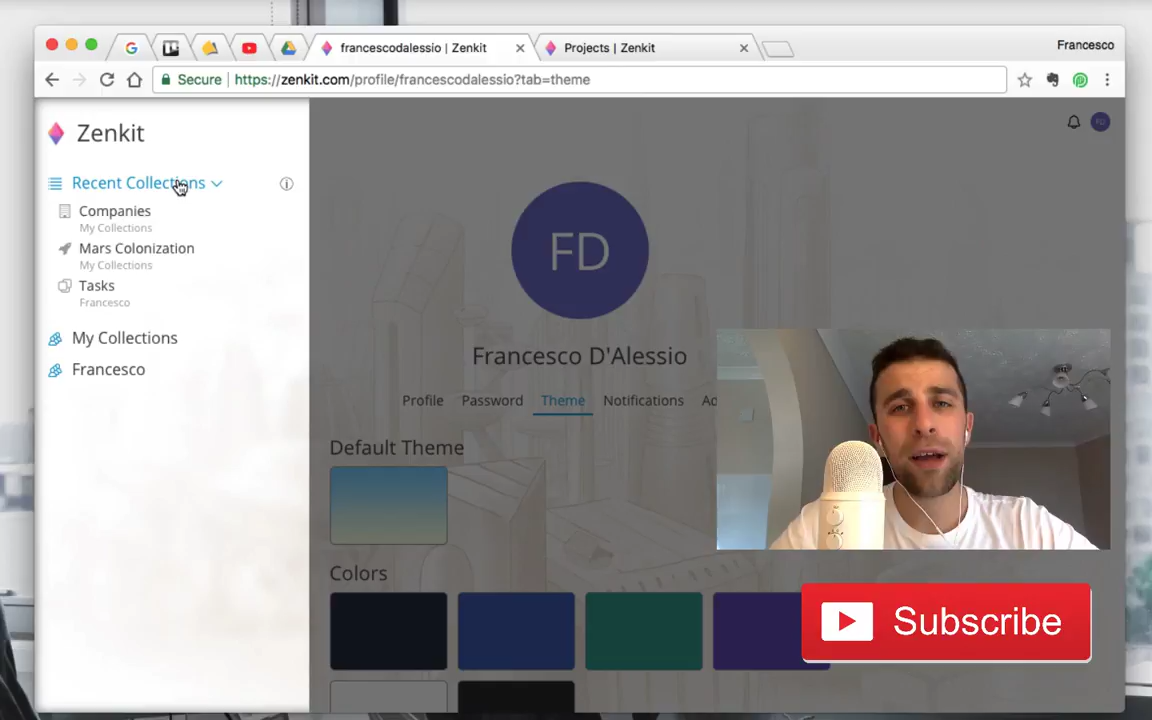 francescodalessio | Zenkit
Projects | Zenkit
Francesco
Secure
https://zenkit.com/profile/francescodalessio?tab=theme
Zenkit
FD
Recent Collections
Companies
My Collections
Mars Colonization
My Collections
Tasks
Francesco
My Collections
Francesco
FD
Francesco D'Alessio
Profile
Password
Theme
Notifications
Ad
Default Theme
Colors
Subscribe